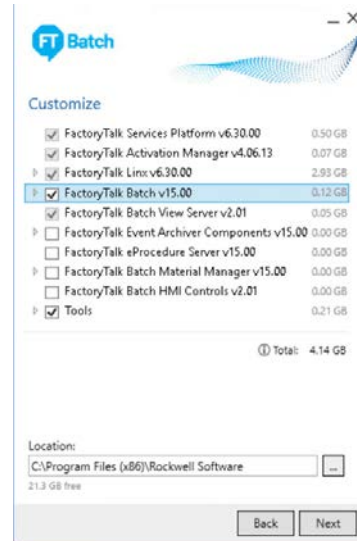 FT Batch
Customize
FactoryTalk Services Platform v6.30.00 0.50 GB
FactoryTalk Activation Manager v4.06.13 0.07 GB
FactoryTalk Linx v6.30.00 2.93 GB
FactoryTalk Batch v15.00 0.12 GB
FactoryTalk Batch View Server v2.01 0.05 GB
FactoryTalk Event Archiver Components v15.00 0.00 GB
FactoryTalk eProcedure Server v15.00 0.00 GB
FactoryTalk Batch Material Manager v15.00 0.00 GB
FactoryTalk Batch HMI Controls v2.01 0.00 GB
Tools 0.21 GB
Total: 4.14 GB
Location:
C:\Program Files (x86)\Rockwell Software ...
21.3 GB free
Back Next